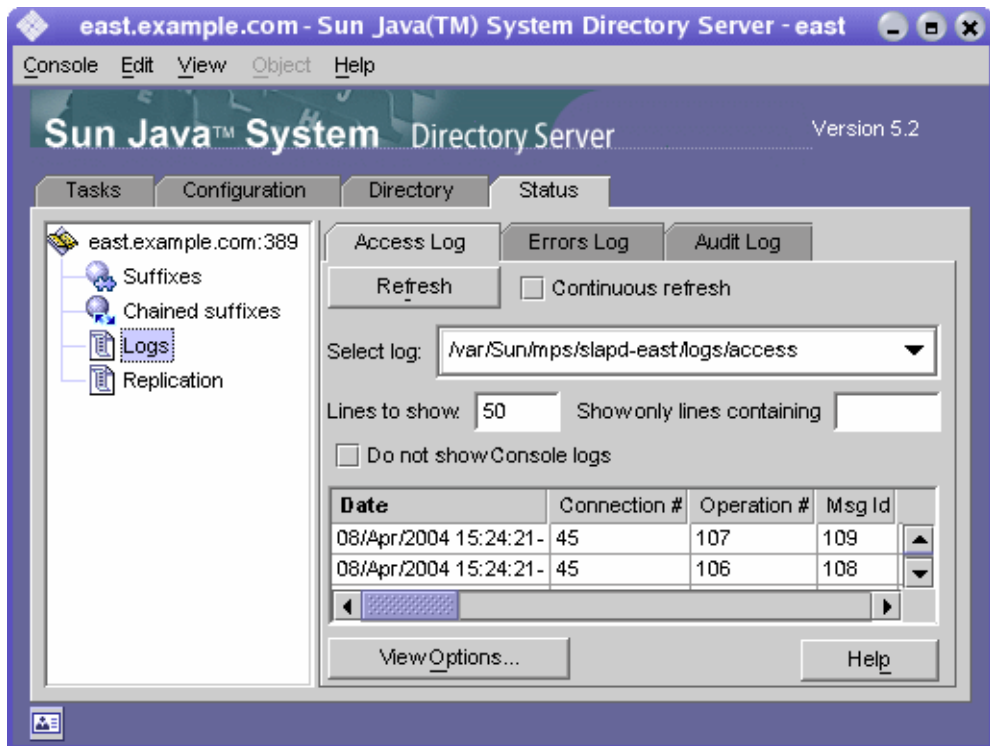 east.example.com - Sun Java(TM) System Directory Server - east
Console Edit View Object Help
Sun Java™ System Directory Server Version 5.2
Tasks Configuration Directory Status
east.example.com:389
Suffixes
Chained suffixes
Logs
Replication
Access Log Errors Log Audit Log
Refresh Continuous refresh
Select log: /var/Sun/mps/slapd-east/logs/access
Lines to show: 50 Show only lines containing
Do not show Console logs
Date Connection # Operation # Msg Id
08/Apr/2004 15:24:21- 45 107 109
08/Apr/2004 15:24:21- 45 106 108
View Options... Help